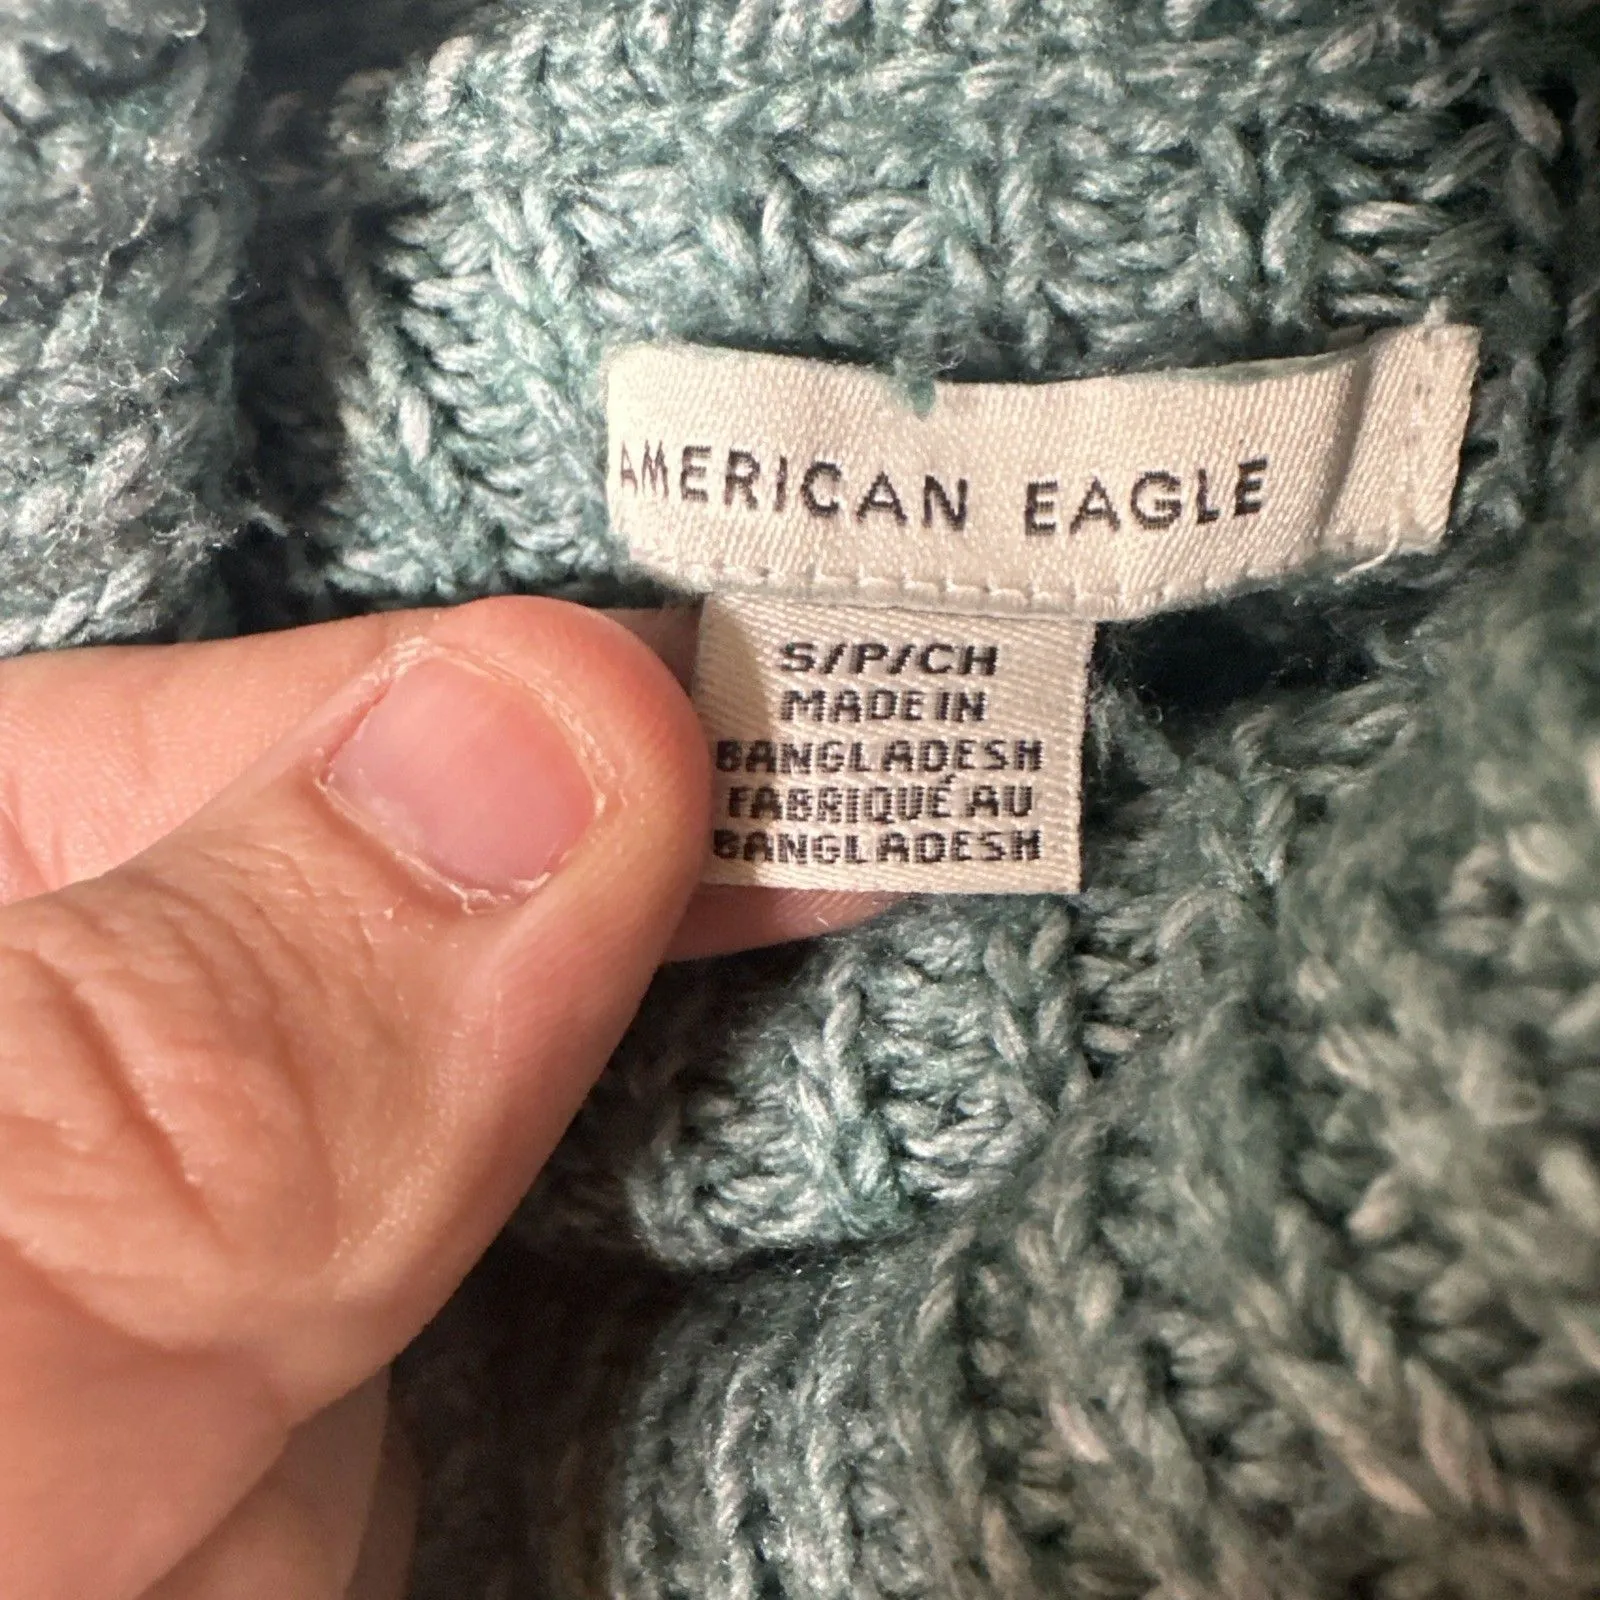 AMERICAN EAGLE
S/P/CH
MADE IN
BANGLADESH
FABRIQUÉ AU
BANGLADESH